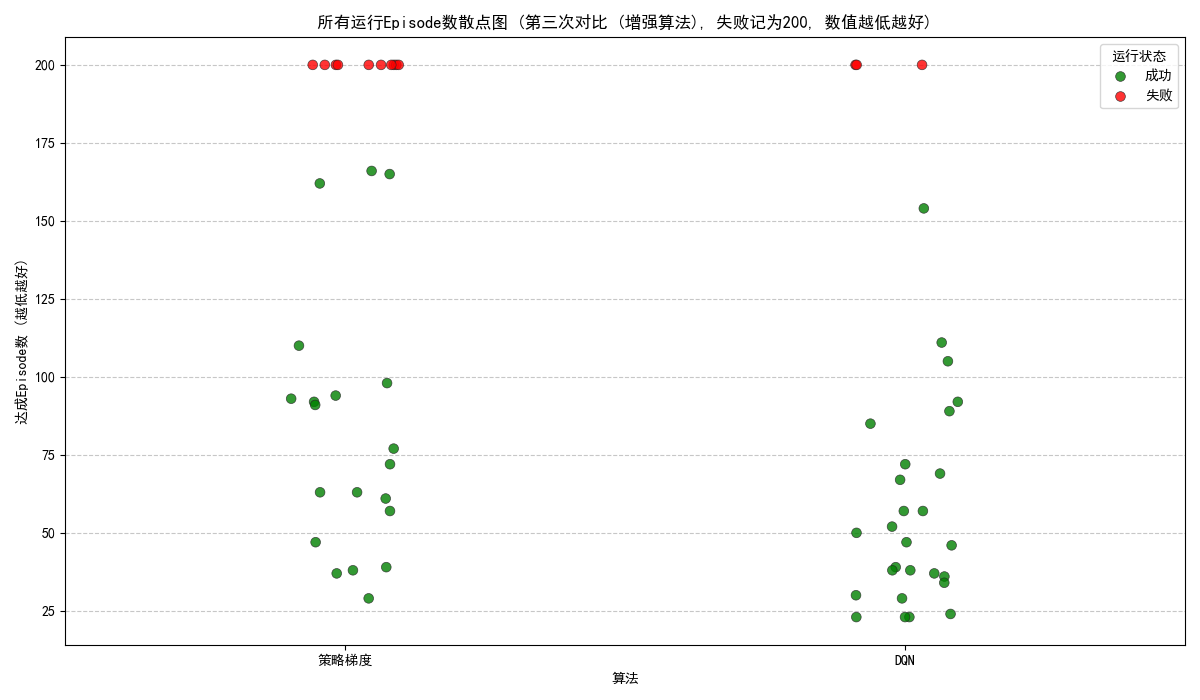 所有运行Episode数散点图 (第三次对比 (增强算法), 失败记为200, 数值越低越好)
运行状态
成功
失败
200
175
150
125
100
75
50
25
达成Episode数 (越低越好)
策略梯度
DQN
算法